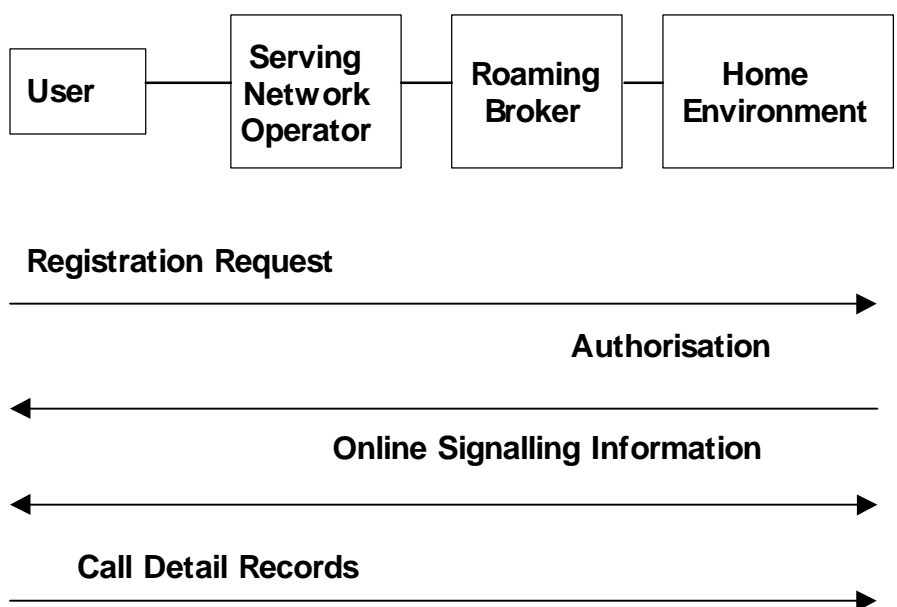 User
Serving
Network
Operator
Roaming
Broker
Home
Environment
Registration Request
Authorisation
Online Signalling Information
Call Detail Records